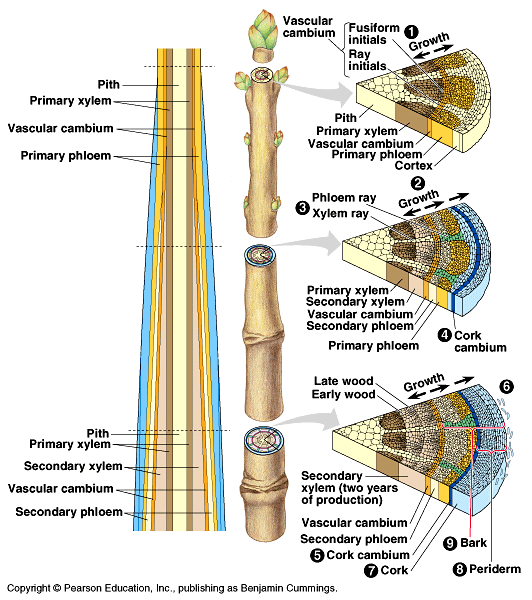 Pith
Primary xylem
Vascular cambium
Primary phloem
Pith
Primary xylem
Secondary xylem
Vascular cambium
Secondary phloem
Vascular
cambium
Fusiform
initials
Ray
initials
1
Growth
Pith
Primary xylem
Vascular cambium
Primary phloem
Cortex
2
Growth
3
Phloem ray
Xylem ray
Primary xylem
Secondary xylem
Vascular cambium
Secondary phloem
Primary phloem
4 Cork
cambium
Growth
6
Late wood
Early wood
Secondary
xylem (two years
of production)
Vascular cambium
Secondary phloem
5 Cork cambium
7 Cork
9 Bark
8 Periderm
Copyright © Pearson Education, Inc., publishing as Benjamin Cummings.